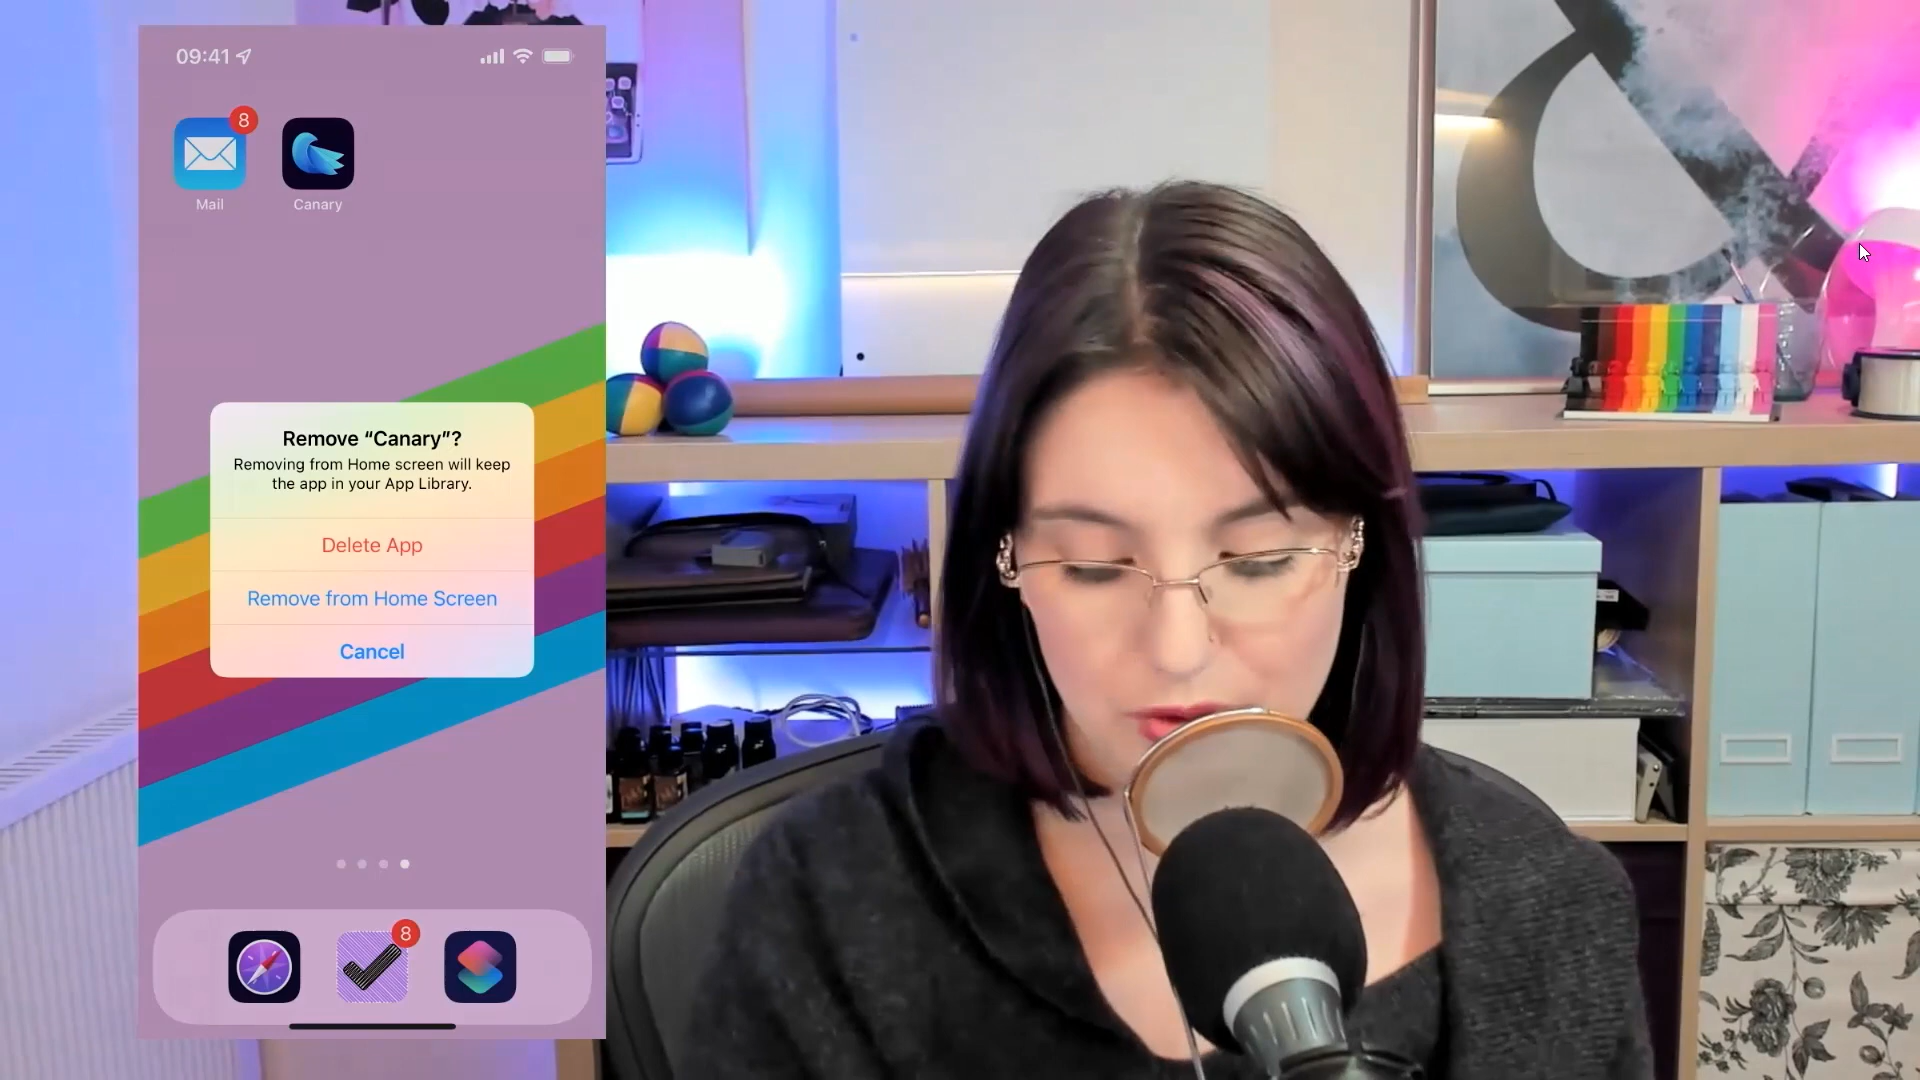 09:41
8
Mail
Canary
Remove “Canary”?
Removing from Home screen will keep
the app in your App Library.
Delete App
Remove from Home Screen
Cancel
8